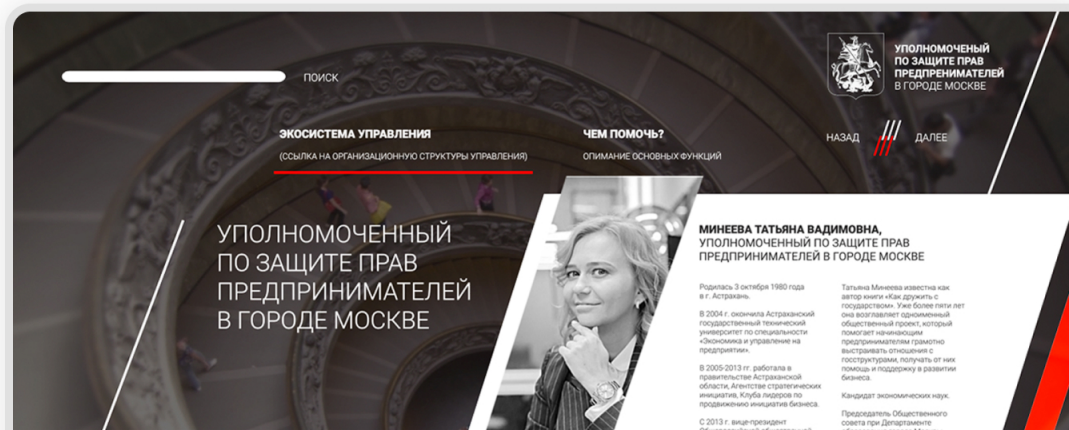 ПОИСК
УПОЛНОМОЧЕНЫЙ
ПО ЗАЩИТЕ ПРАВ
ПРЕДПРЕНИМАТЕЛЕЙ
В ГОРОДЕ МОСКВЕ
ЭКОСИСТЕМА УПРАВЛЕНИЯ
(ССЫЛКА НА ОРГАНИЗАЦИОННУЮ СТРУКТУРЫ УПРАВЛЕНИЯ)
ЧЕМ ПОМОЧЬ?
ОПИМАНИЕ ОСНОВНЫХ ФУНКЦИЙ
НАЗАД
ДАЛЕЕ
УПОЛНОМОЧЕННЫЙ
ПО ЗАЩИТЕ ПРАВ
ПРЕДПРИНИМАТЕЛЕЙ
В ГОРОДЕ МОСКВЕ
МИНЕЕВА ТАТЬЯНА ВАДИМОВНА,
УПОЛНОМОЧЕННЫЙ ПО ЗАЩИТЕ ПРАВ
ПРЕДПРИНИМАТЕЛЕЙ В ГОРОДЕ МОСКВЕ
Родилась 3 октября 1980 года
в г. Астрахань.
В 2004 г. окончила Астраханский
государственный технический
университет по специальности
«Экономика и управление на
предприятии».
В 2005-2013 гг. работала в
правительстве Астраханской
области, Агентстве стратегических
инициатив, Клуба лидеров по
продвижению инициатив бизнеса.
С 2013 г. вице-президент
Татьяна Минеева известна как
автор книги «Как дружить с
государством». Уже более пяти лет
она возглавляет одноименный
общественный проект, который
помогает начинающим
предпринимателям грамотно
выстраивать отношения с
госструктурами, получать от них
помощь и поддержку в развитии
бизнеса.
Кандидат экономических наук.
Председатель Общественного
совета при Департаменте